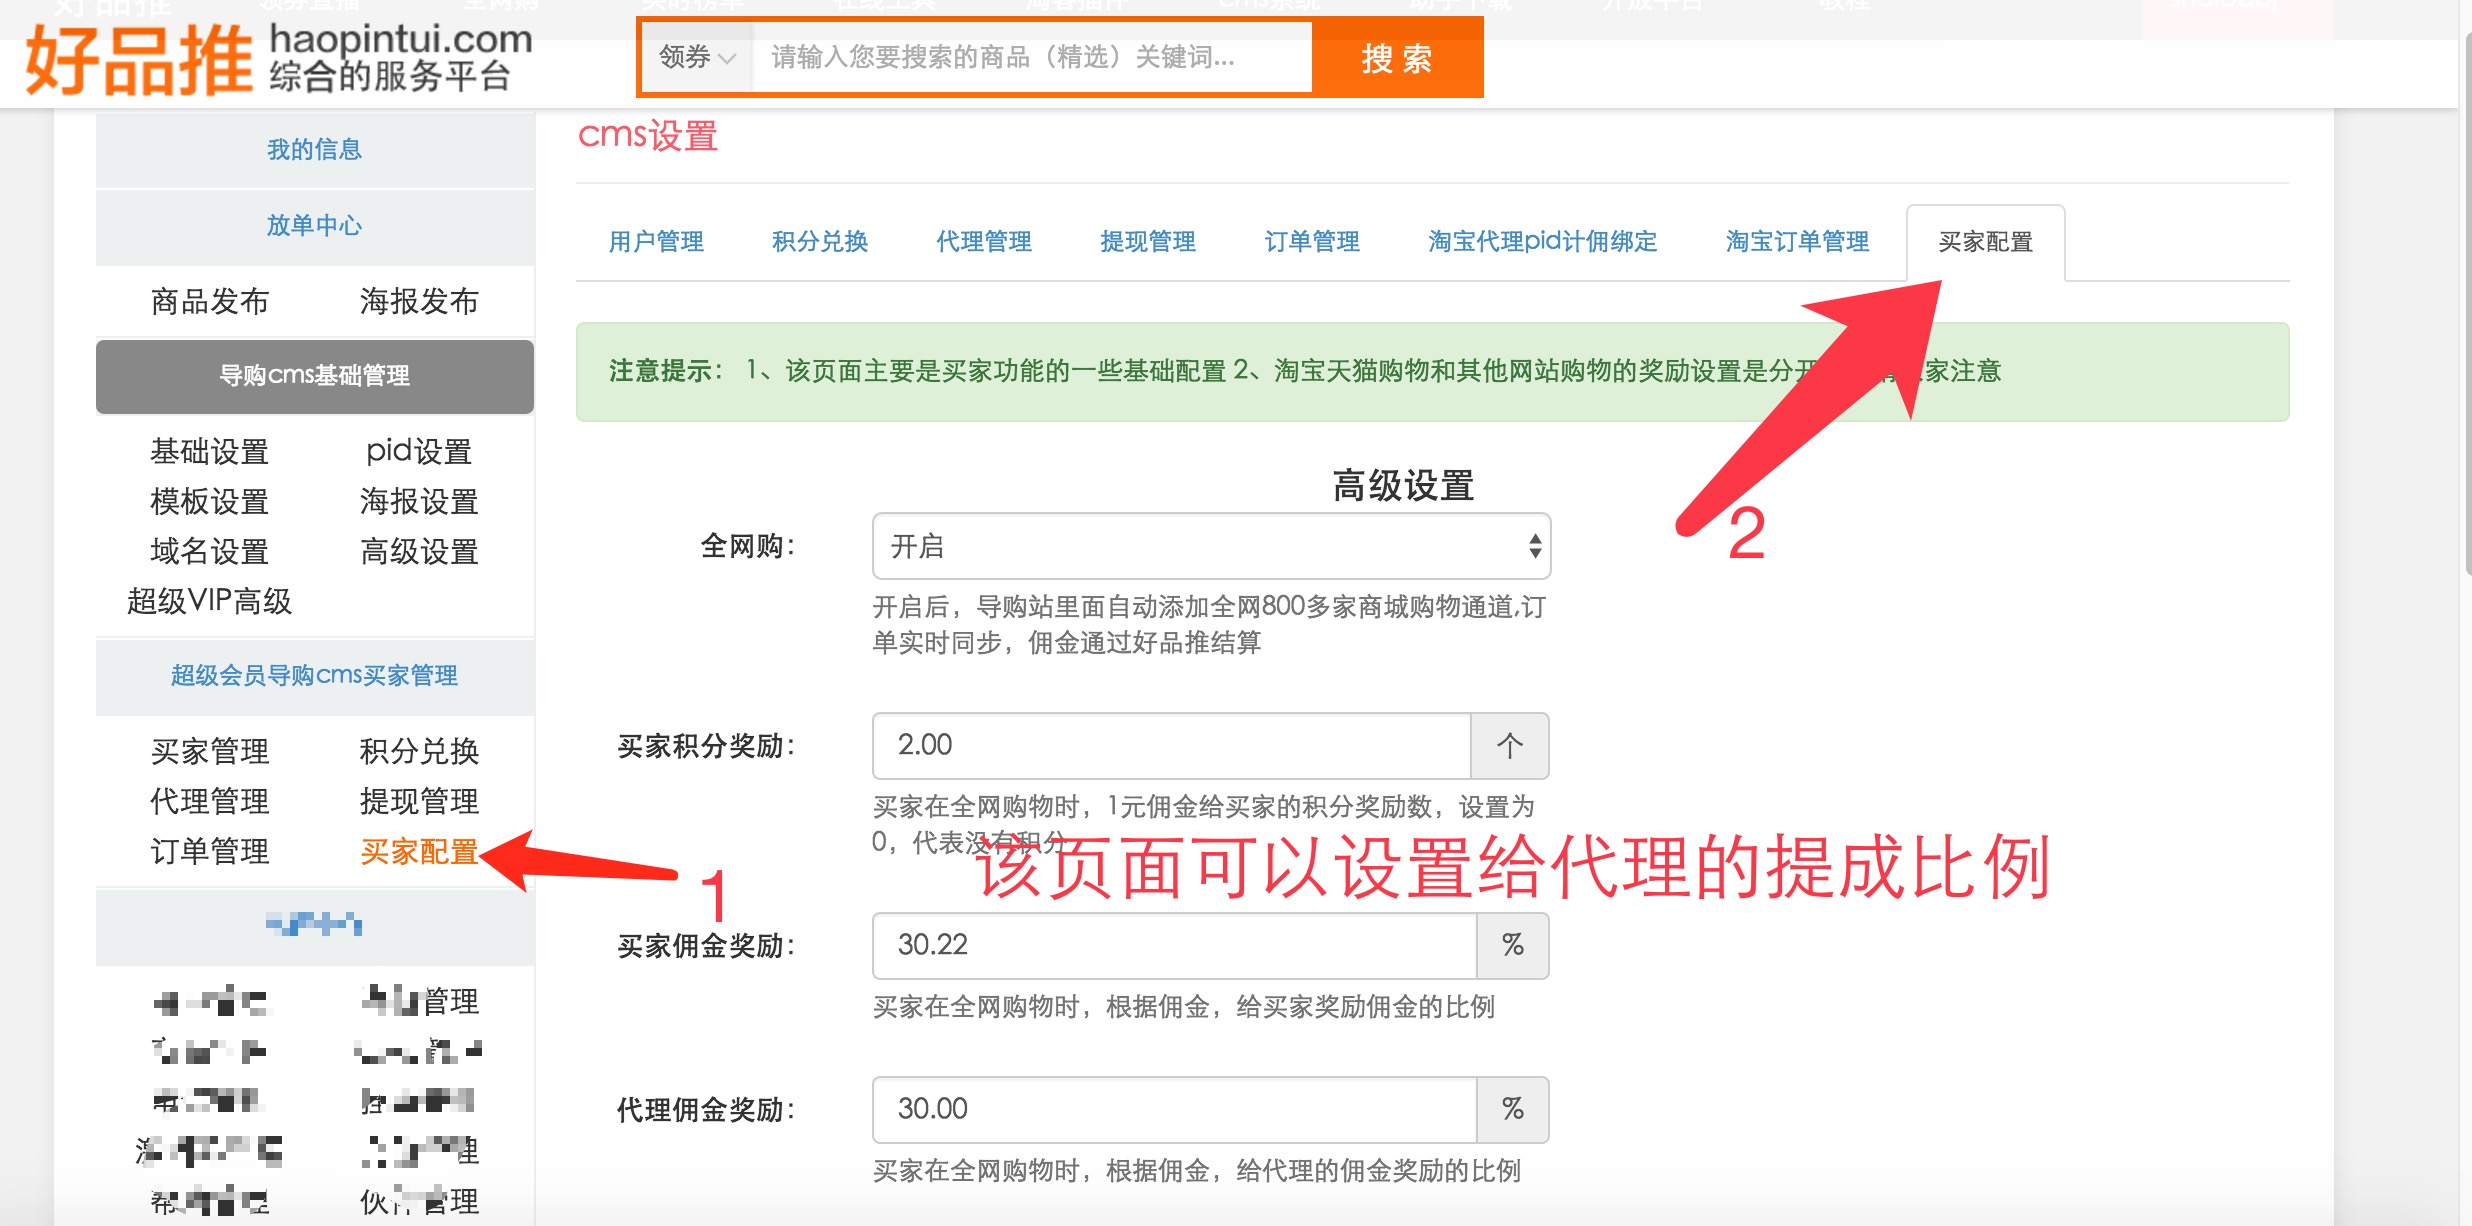 好品推
haopintui.com
综合的服务平台
领券
请输入您要搜索的商品（精选）关键词...
搜 索
我的信息
放单中心
商品发布 海报发布
导购cms基础管理
基础设置 pid设置
模板设置 海报设置
域名设置 高级设置
超级VIP高级
超级会员导购cms买家管理
买家管理 积分兑换
代理管理 提现管理
订单管理 买家配置
1
管理
理
管理
cms设置
用户管理 积分兑换 代理管理 提现管理 订单管理 淘宝代理pid计佣绑定 淘宝订单管理 买家配置
注意提示： 1、该页面主要是买家功能的一些基础配置 2、淘宝天猫购物和其他网站购物的奖励设置是分开 家注意
2
高级设置
全网购：
开启
开启后，导购站里面自动添加全网800多家商城购物通道,订
单实时同步，佣金通过好品推结算
买家积分奖励：
2.00 个
买家在全网购物时，1元佣金给买家的积分奖励数，设置为
0，代表没有积分
该页面可以设置给代理的提成比例
买家佣金奖励：
30.22 %
买家在全网购物时，根据佣金，给买家奖励佣金的比例
代理佣金奖励：
30.00 %
买家在全网购物时，根据佣金，给代理的佣金奖励的比例